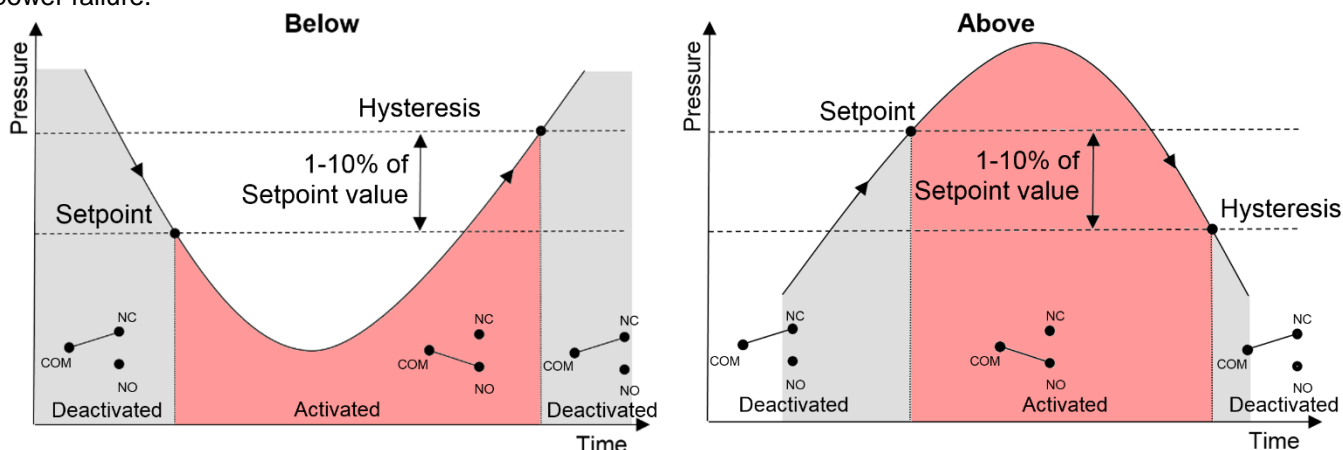 power failure.
Below
Pressure
Hysteresis
1-10% of
Setpoint value
Setpoint
NC
COM
NO
Deactivated
NC
COM
NO
Activated
NC
COM
NO
Deactivated
Time
Above
Pressure
Setpoint
1-10% of
Setpoint value
Hysteresis
NC
COM
NO
Deactivated
NC
COM
NO
Activated
NC
COM
NO
Deactivated
Time